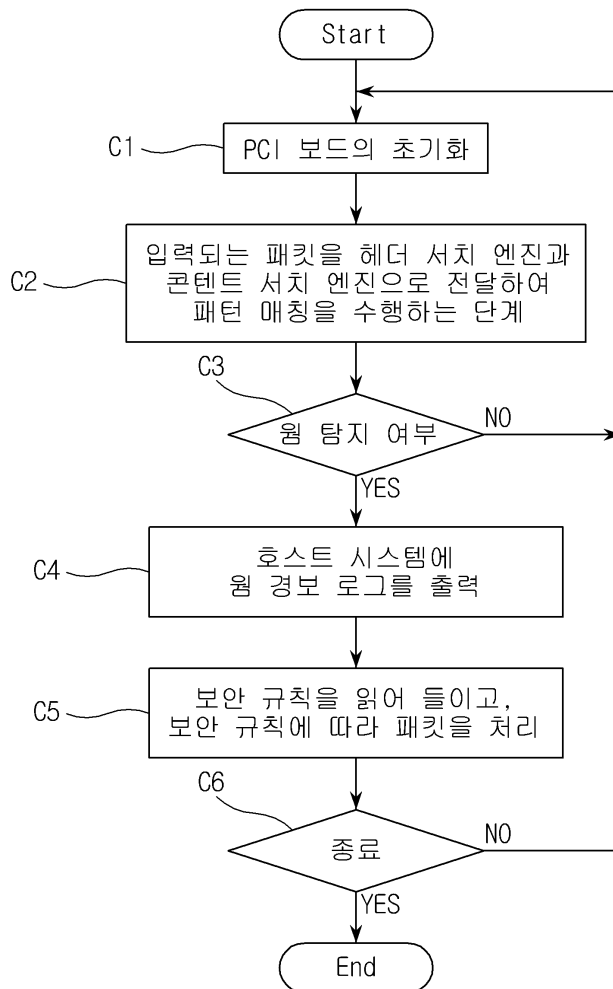 Start
C1
PCI 보드의 초기화
C2
입력되는 패킷을 헤더 서치 엔진과
콘텐트 서치 엔진으로 전달하여
패턴 매칭을 수행하는 단계
C3
웜 탐지 여부
NO
YES
C4
호스트 시스템에
웜 경보 로그를 출력
C5
보안 규칙을 읽어 들이고,
보안 규칙에 따라 패킷을 처리
C6
종료
NO
YES
End